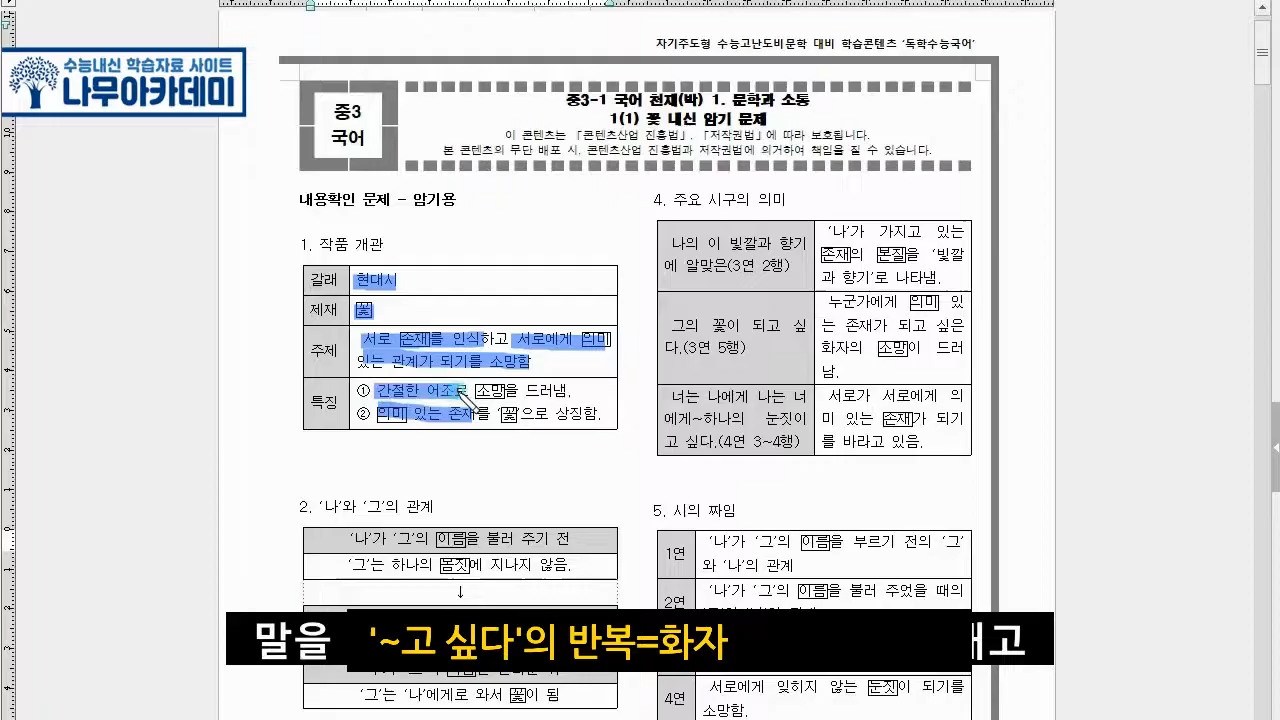 자기주도형 수능고난도비문학 대비 학습콘텐츠 '독학수능국어'
수능내신 학습자료 사이트
나무아카데미
중3
국어
중3-1 국어 천재(박) 1. 문학과 소통
1(1) 꽃 내신 암기 문제
이 콘텐츠는 「콘텐츠산업 진흥법」, 「저작권법」에 따라 보호됩니다.
본 콘텐츠의 무단 배포 시, 콘텐츠산업 진흥법과 저작권법에 의거하여 책임을 질 수 있습니다.
내용확인 문제 - 암기용
1. 작품 개관
갈래 현대시
제재 꽃
주제 서로 존재를 인식하고 서로에게 의미
있는 관계가 되기를 소망함
특징 ① 간절한 어조로 소망을 드러냄.
② 의미 있는 존재를 '꽃'으로 상징함.
2. '나'와 '그'의 관계
'나'가 '그'의 이름을 불러 주기 전
'그'는 하나의 몸짓에 지나지 않음.
↓
'그'는 '나'에게로 와서 꽃이 됨
4. 주요 시구의 의미
나의 이 빛깔과 향기
에 알맞은(3연 2행)
'나'가 가지고 있는
존재의 본질을 '빛깔
과 향기'로 나타냄.
그의 꽃이 되고 싶
다.(3연 5행)
누군가에게 의미 있
는 존재가 되고 싶은
화자의 소망이 드러
남.
너는 나에게 나는 너
에게~하나의 눈짓이
고 싶다.(4연 3~4행)
서로가 서로에게 의
미 있는 존재가 되기
를 바라고 있음.
5. 시의 짜임
1연 '나'가 '그'의 이름을 부르기 전의 '그'
와 '나'의 관계
2연 '나'가 '그'의 이름을 불러 주었을 때의
4연 서로에게 잊히지 않는 눈짓이 되기를
소망함.
말을 '~고 싶다'의 반복=화자 고